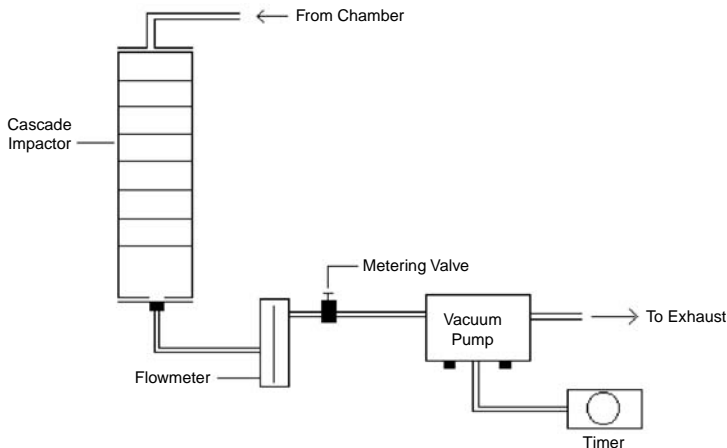 From Chamber
Cascade
Impactor
Metering Valve
Vacuum
Pump
To Exhaust
Flowmeter
Timer